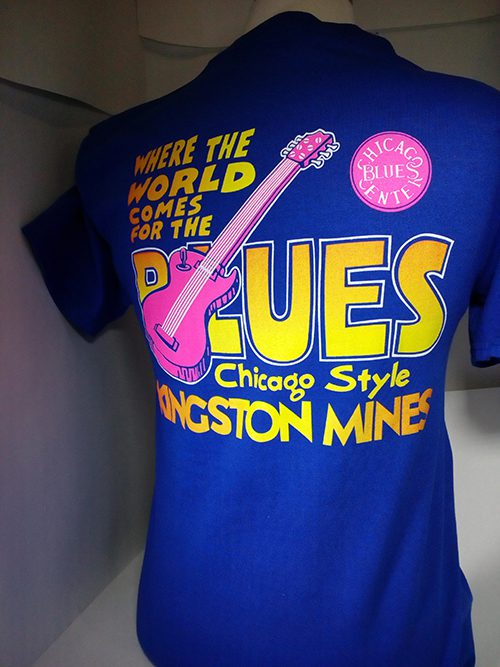 WHERE THE
WORLD
COMES
FOR THE
BLUES
Chicago Style
KINGSTON MINES
CHICAGO
BLUES
CENTER